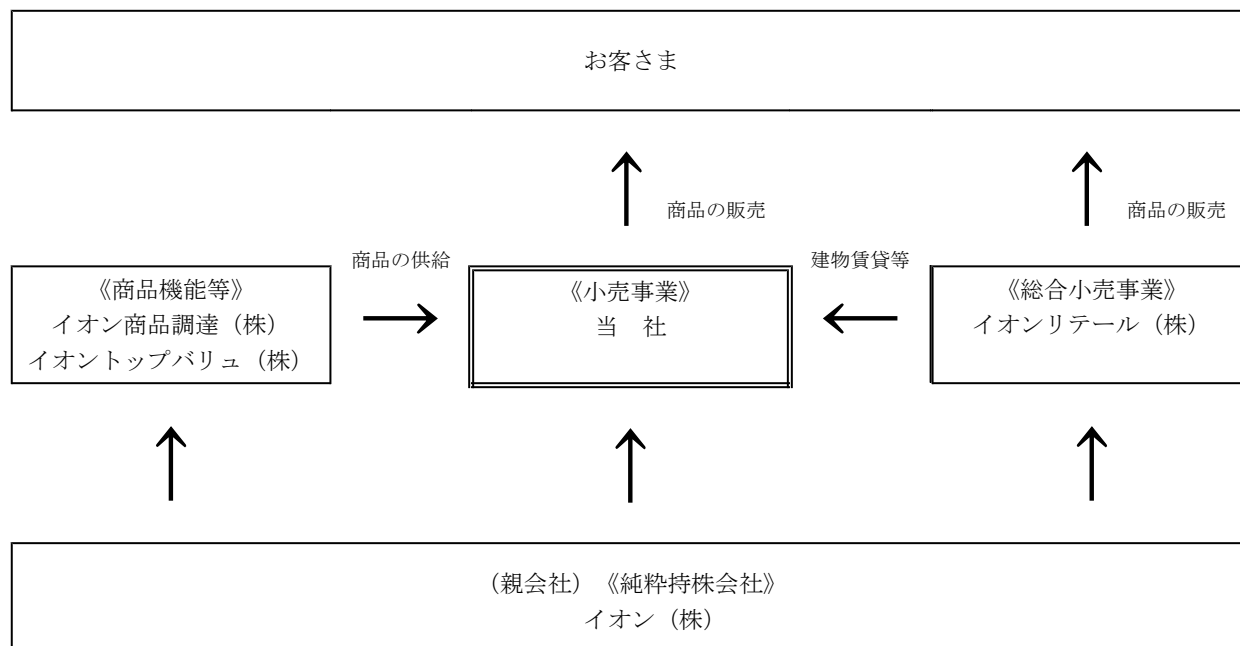 お客さま
商品の販売
商品の販売
商品の供給
建物賃貸等
《商品機能等》
イオン商品調達（株）
イオントップバリュ（株）
《小売事業》
当　社
《総合小売事業》
イオンリテール（株）
（親会社）《純粋持株会社》
イオン（株）